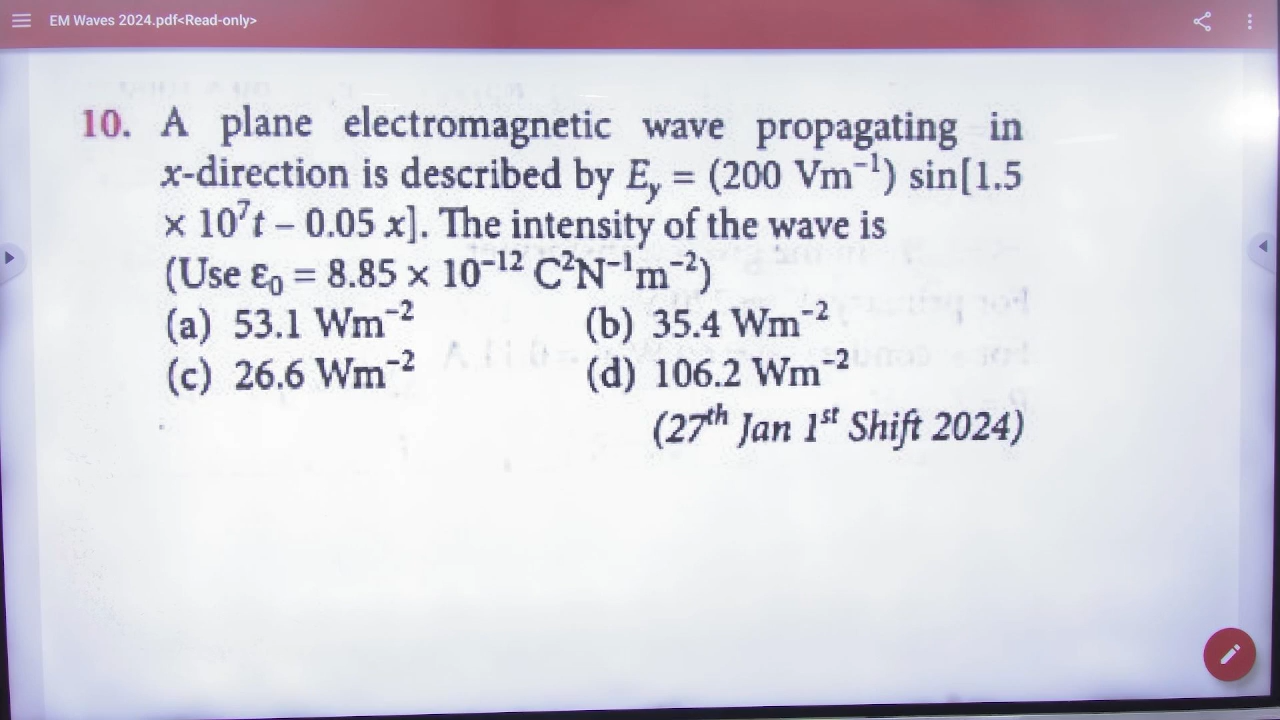 EM Waves 2024.pdf<Read-only>
10. A plane electromagnetic wave propagating in
x-direction is described by Eᵧ = (200 Vm⁻¹) sin[1.5
× 10⁷t – 0.05 x]. The intensity of the wave is
(Use ε₀ = 8.85 × 10⁻¹² C²N⁻¹m⁻²)
(a) 53.1 Wm⁻² (b) 35.4 Wm⁻²
(c) 26.6 Wm⁻² (d) 106.2 Wm⁻²
(27ᵗʰ Jan 1ˢᵗ Shift 2024)